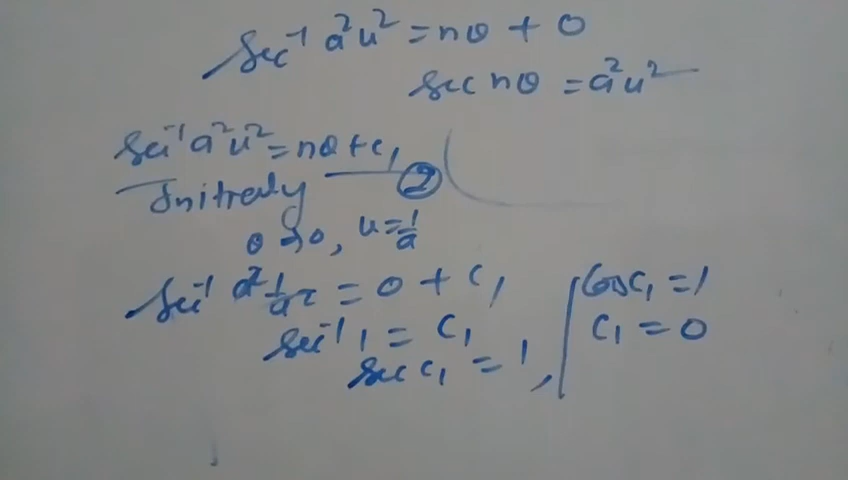 sec⁻¹ a²u² = nθ + 0
sec nθ = a²u²
sec⁻¹ a²u² = nθ + c₁ — ②
Initially
θ = 0, u = 1/a
sec⁻¹ a² 1/a² = 0 + c₁
sec⁻¹ 1 = c₁
sec c₁ = 1,
cos c₁ = 1
c₁ = 0